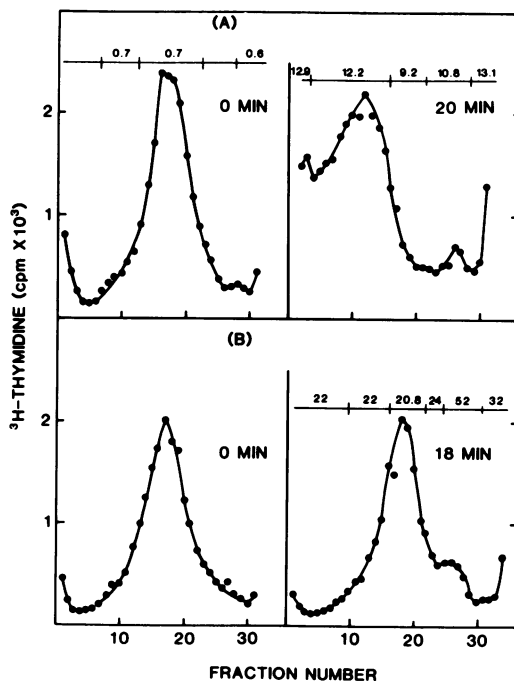 (A)
0.7 0.7 0.6
0 MIN
12.9 12.2 9.2 10.8 13.1
20 MIN
2
1
³H-THYMIDINE (cpm X10³)
(B)
0 MIN
22 22 20.8 24 52 32
18 MIN
2
1
10 20 30 10 20 30
FRACTION NUMBER